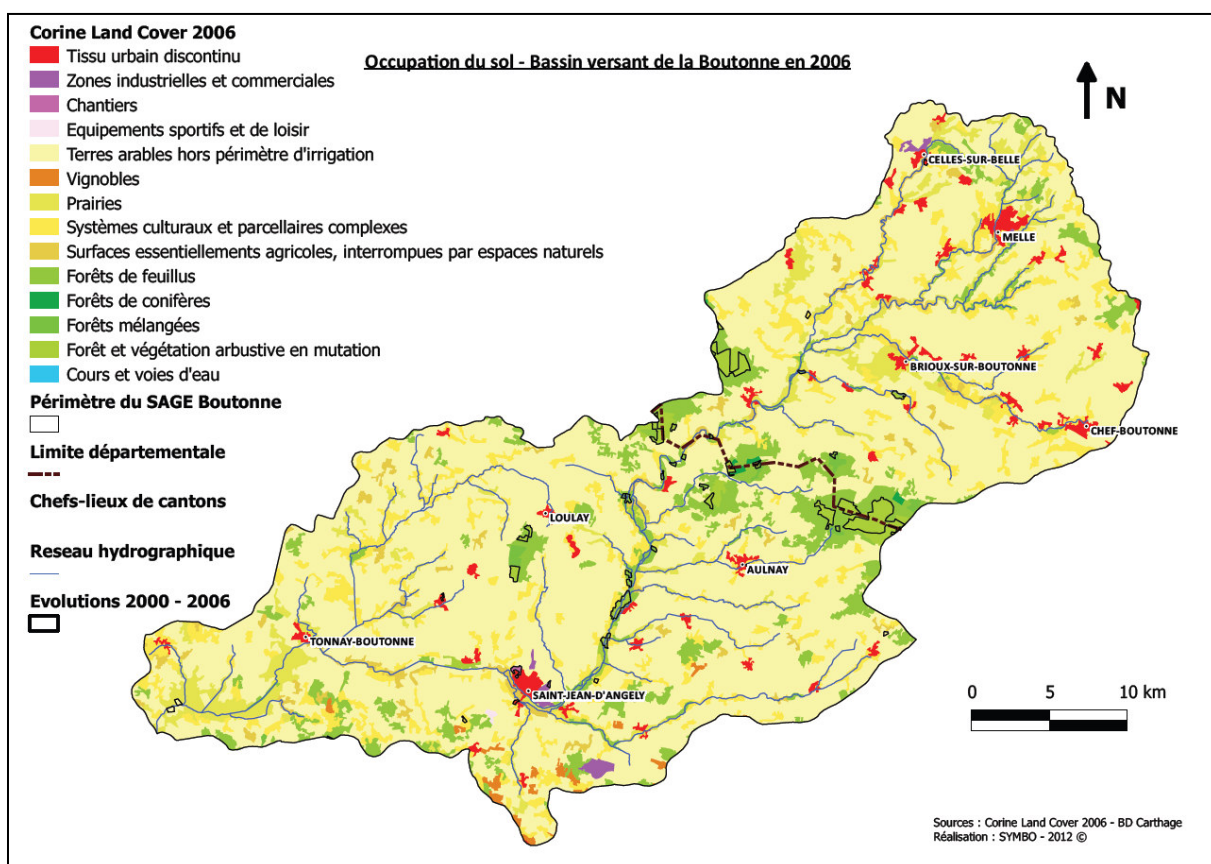 Corine Land Cover 2006
Tissu urbain discontinu
Zones industrielles et commerciales
Chantiers
Equipements sportifs et de loisir
Terres arables hors périmètre d'irrigation
Vignobles
Prairies
Systèmes culturaux et parcellaires complexes
Surfaces essentiellements agricoles, interrompues par espaces naturels
Forêts de feuillus
Forêts de conifères
Forêts mélangées
Forêt et végétation arbustive en mutation
Cours et voies d'eau
Périmètre du SAGE Boutonne
Limite départementale
Chefs-lieux de cantons
Reseau hydrographique
Evolutions 2000 - 2006
Occupation du sol - Bassin versant de la Boutonne en 2006
N
CELLES-SUR-BELLE
MELLE
BRIOUX-SUR-BOUTONNE
CHEF-BOUTONNE
LOULAY
AULNAY
TONNAY-BOUTONNE
SAINT-JEAN-D'ANGELY
0 5 10 km
Sources : Corine Land Cover 2006 - BD Carthage
Réalisation : SYMBO - 2012 ©